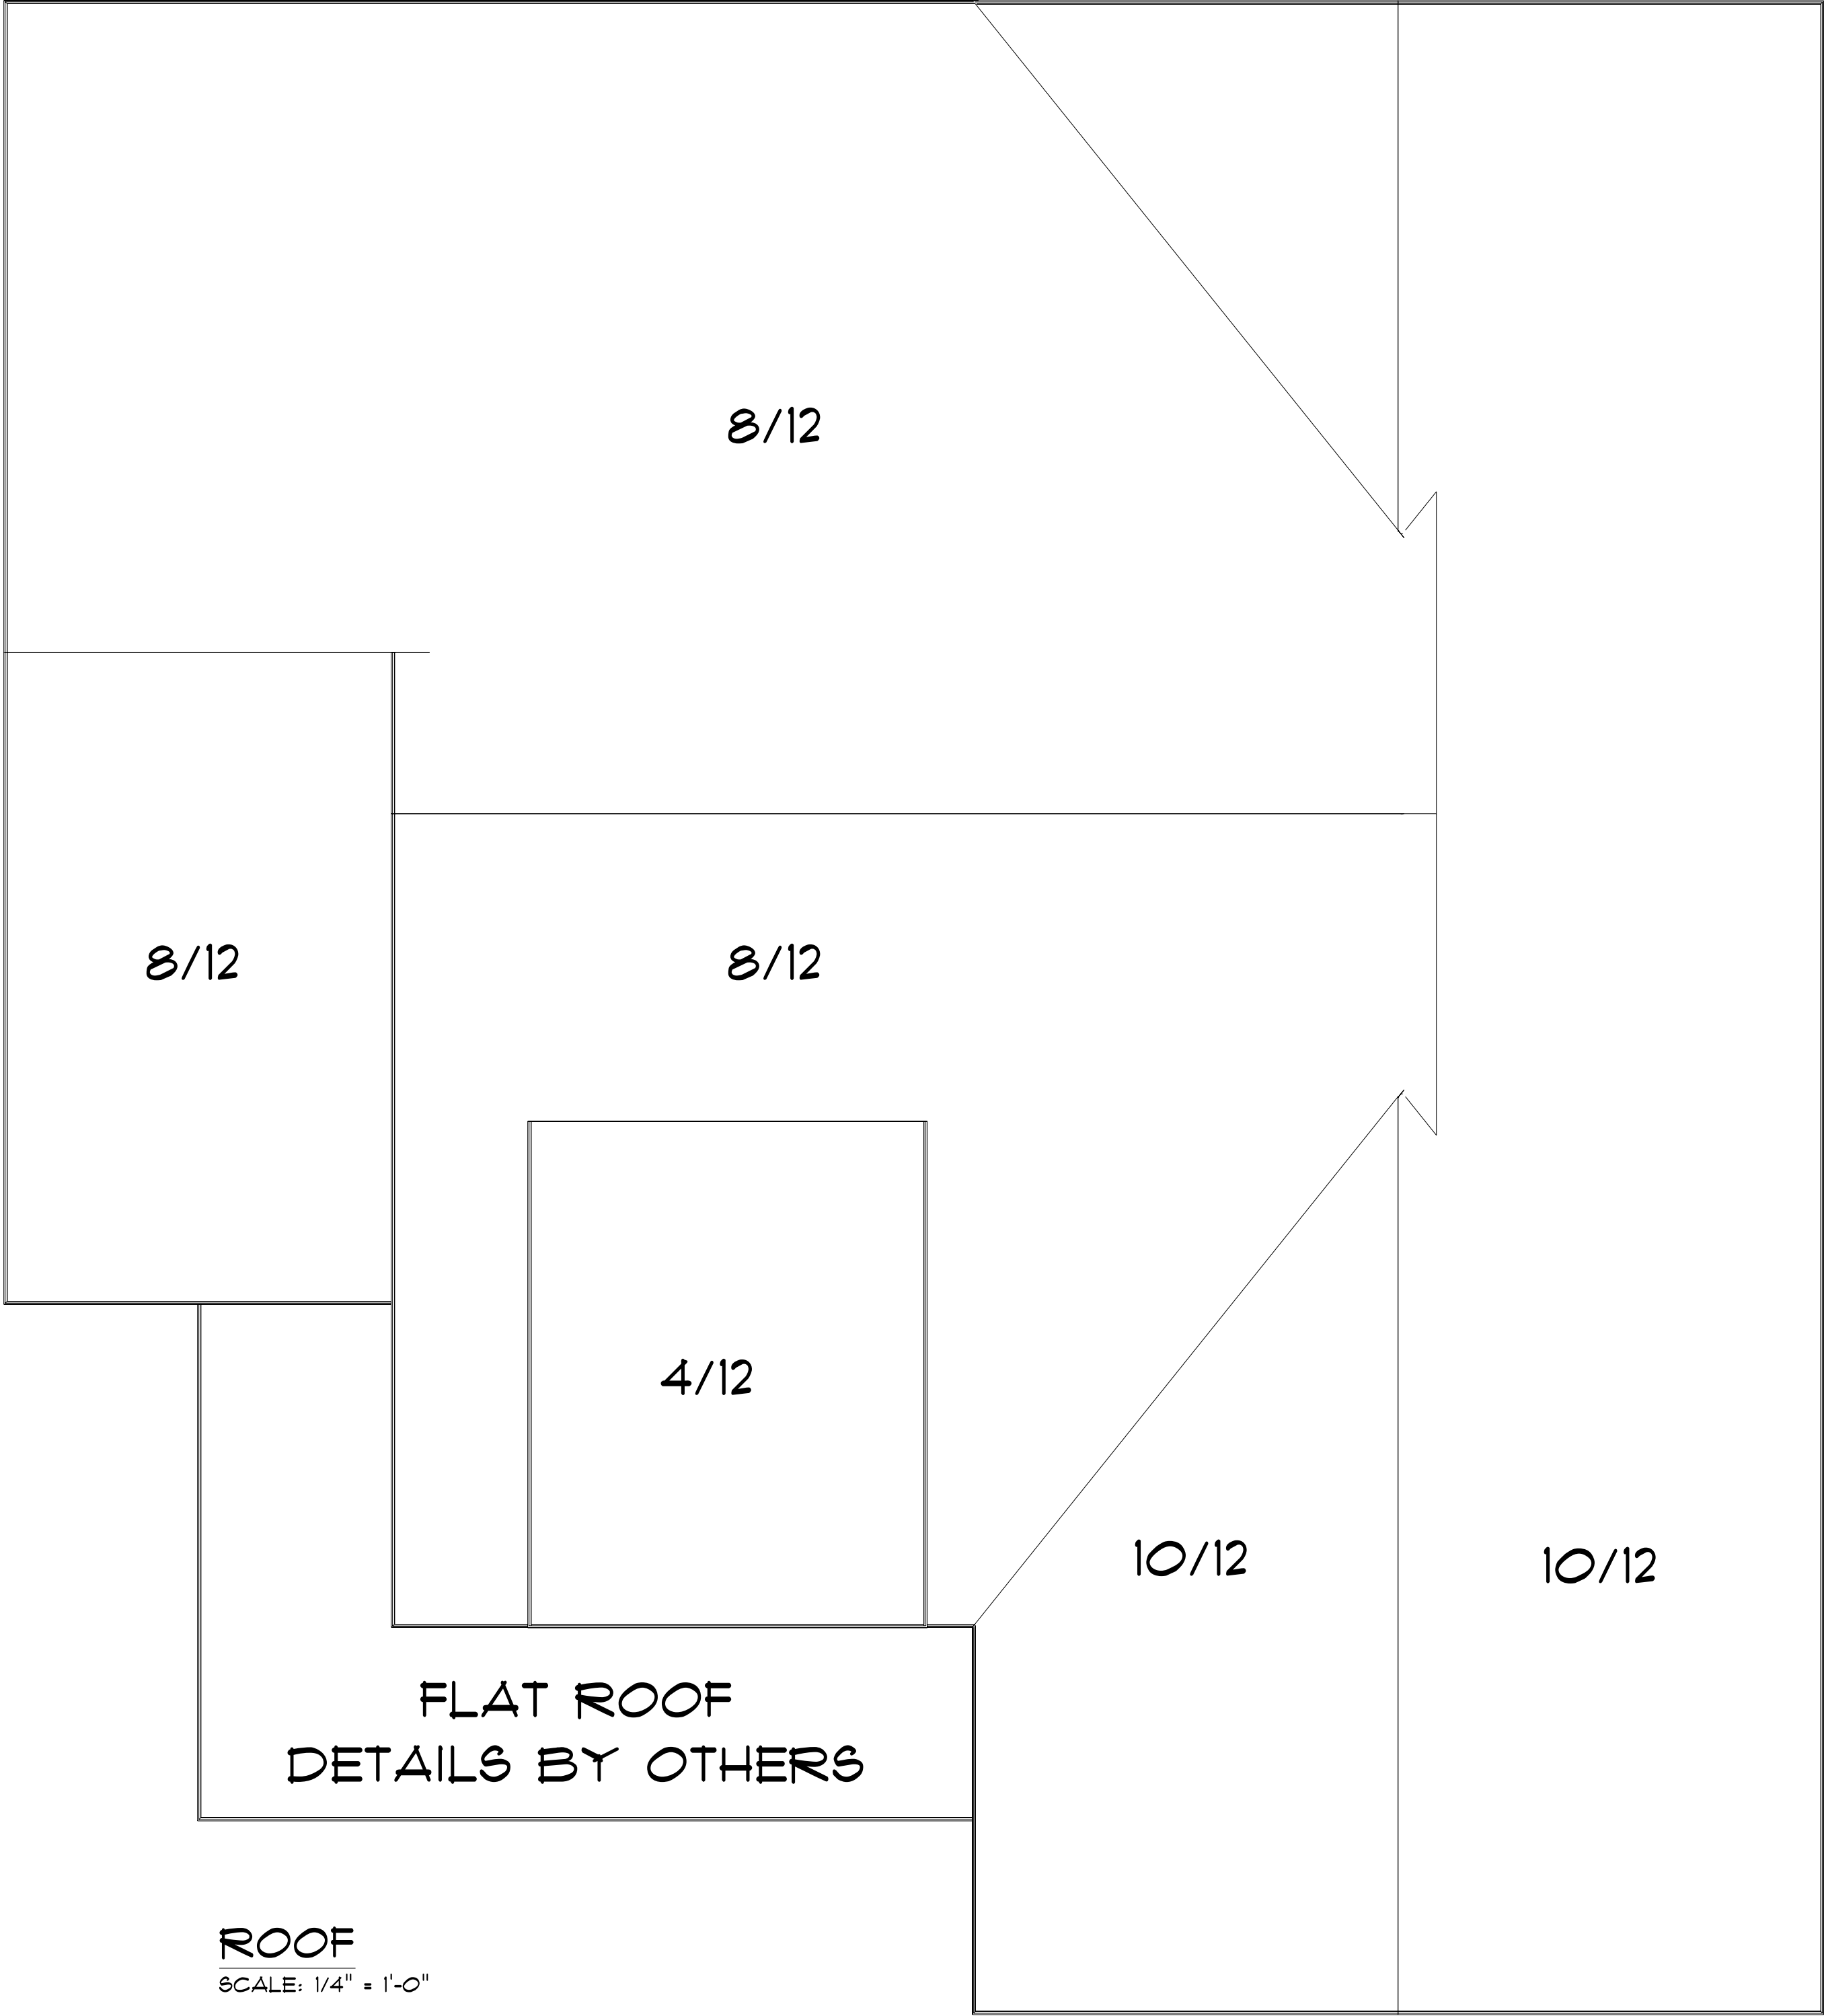 8/12
8/12
8/12
4/12
10/12
10/12
FLAT ROOF
DETAILS BY OTHERS
ROOF
SCALE: 1/4" = 1'-0"